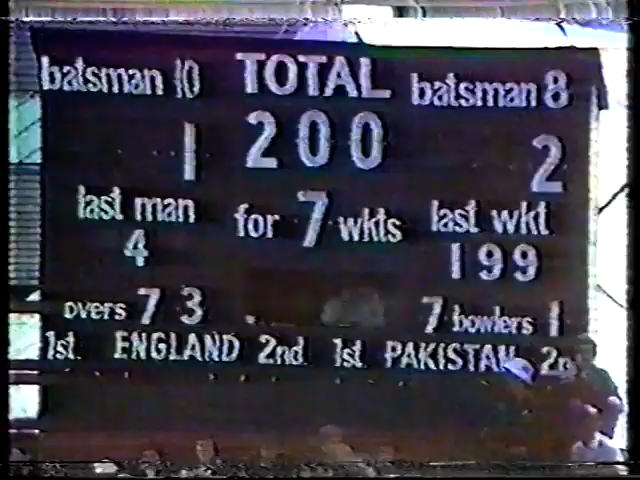 batsman 10 TOTAL batsman 8
1 200 2
last man for 7 wkts last wkt
4 199
overs 73 7 bowlers 1
1st. ENGLAND 2nd. 1st. PAKISTAN